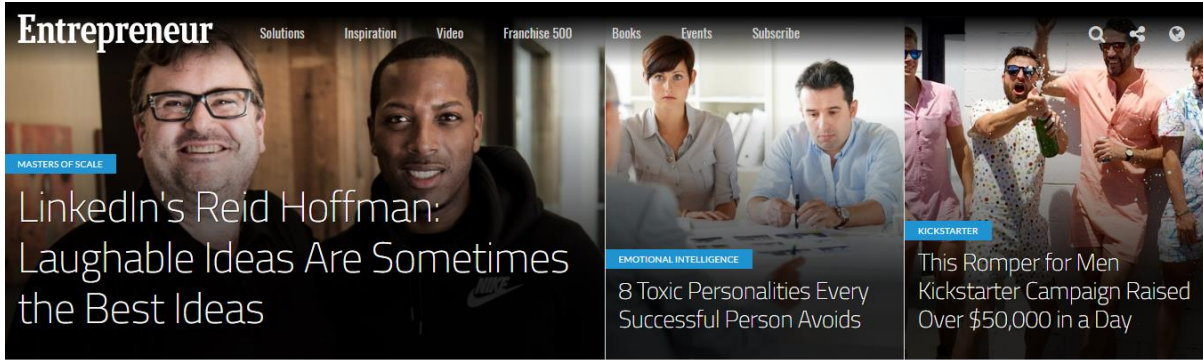 Entrepreneur
Solutions Inspiration Video Franchise 500 Books Events Subscribe
MASTERS OF SCALE
LinkedIn's Reid Hoffman:
Laughable Ideas Are Sometimes
the Best Ideas
NIKE
EMOTIONAL INTELLIGENCE
8 Toxic Personalities Every
Successful Person Avoids
KICKSTARTER
This Romper for Men
Kickstarter Campaign Raised
Over $50,000 in a Day